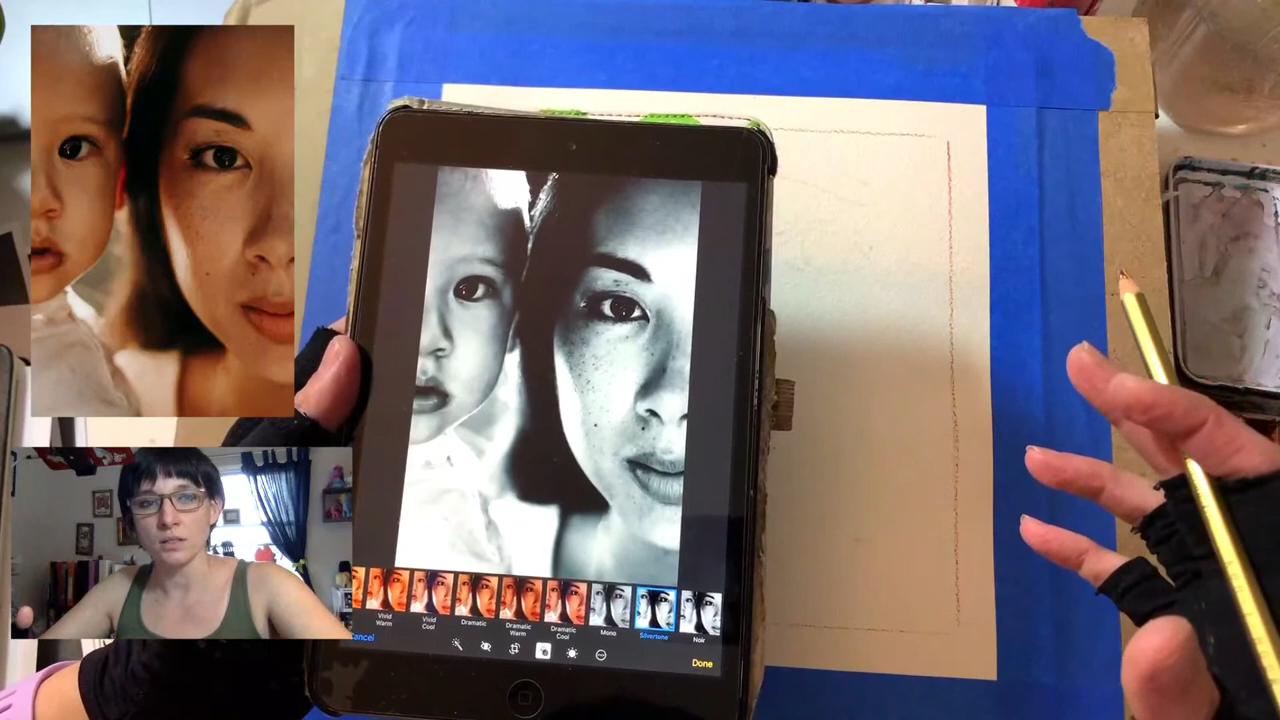 Vivid Warm
Vivid Cool
Dramatic
Dramatic Warm
Dramatic Cool
Mono
Silvertone
Noir
Cancel
Done